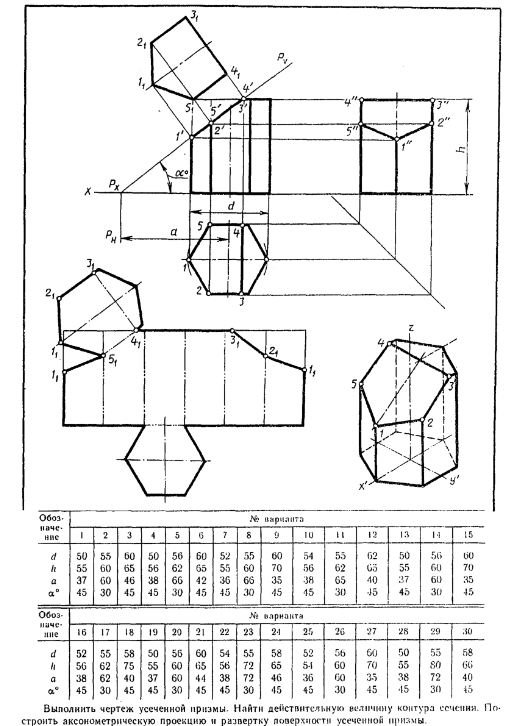 3₁
2₁
4₁
P_V
1₁
5₁
4'
5'
3'
4"
3"
5"
2"
1'
2'
1"
h
P_X
α°
X
d
P_H
a
5
4
1
2
3
3₁
2₁
4₁
3₁
1₁
5₁
2₁
1₁
1₁
z
4
3
5
1
2
x'
y'
Обоз-
наче-
ние
№ варианта
1 2 3 4 5 6 7 8 9 10 11 12 13 14 15
d 50 55 60 50 56 60 52 55 60 54 55 62 50 56 60
h 55 60 65 56 62 65 55 60 70 56 62 65 55 60 70
a 37 60 46 38 66 42 36 66 35 38 65 40 37 60 35
α° 45 30 45 45 30 45 45 30 45 45 30 45 45 30 45
Обоз-
наче-
ние
№ варианта
16 17 18 19 20 21 22 23 24 25 26 27 28 29 30
d 52 55 58 50 56 60 54 55 58 52 56 60 50 55 58
h 56 62 75 55 60 65 56 72 65 54 60 70 55 80 66
a 38 62 40 37 60 44 38 72 46 36 60 35 38 72 40
α° 45 30 45 45 30 45 45 30 45 45 30 45 45 30 45
Выполнить чертеж усеченной призмы. Найти действительную величину контура сечения. По-
строить аксонометрическую проекцию и развертку поверхности усеченной призмы.